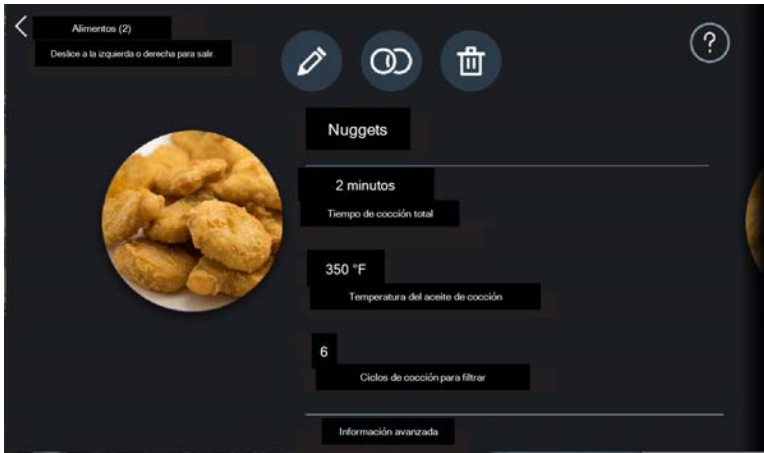 Alimentos (2)
Deslice a la izquierda o derecha para salir.
?
Nuggets
2 minutos
Tiempo de cocción total
350 °F
Temperatura del aceite de cocción
6
Ciclos de cocción para filtrar
Información avanzada